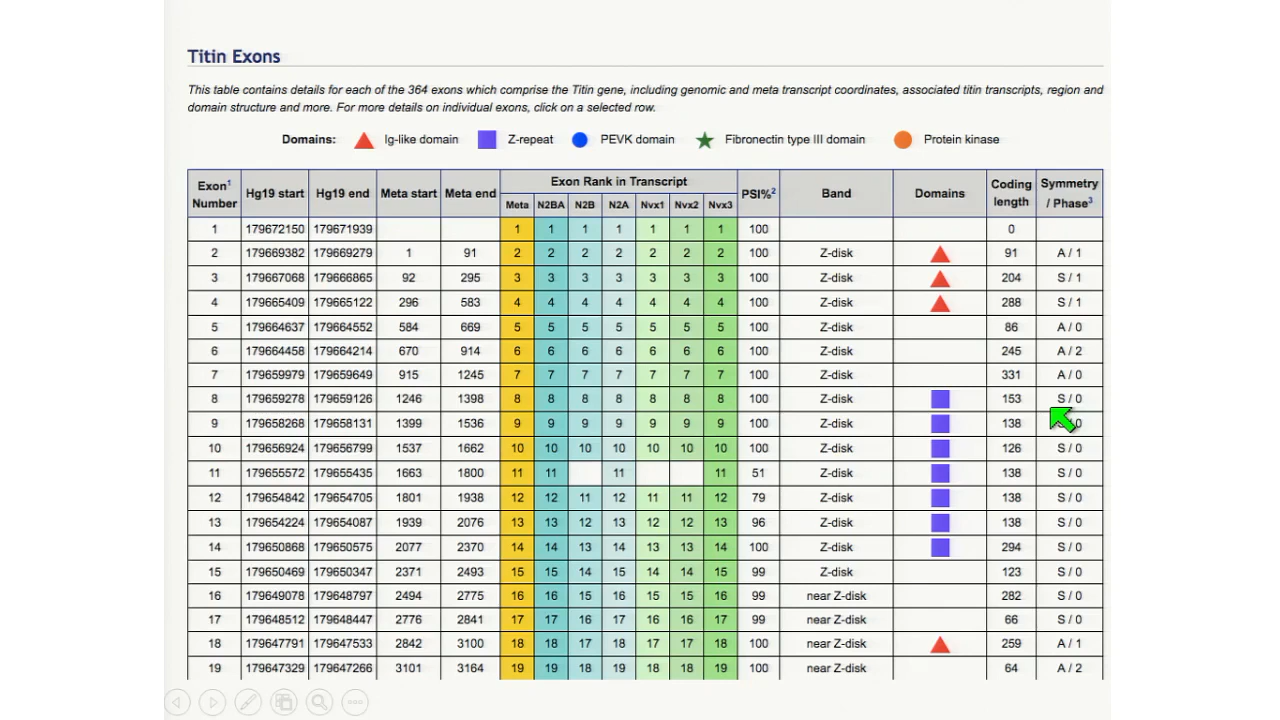 Titin Exons
This table contains details for each of the 364 exons which comprise the Titin gene, including genomic and meta transcript coordinates, associated titin transcripts, region and
domain structure and more. For more details on individual exons, click on a selected row.
Domains: Ig-like domain Z-repeat PEVK domain Fibronectin type III domain Protein kinase
Exon Rank in Transcript
Exon1 Number Hg19 start Hg19 end Meta start Meta end Meta N2BA N2B N2A Nvx1 Nvx2 Nvx3 PSI%2 Band Domains Coding length Symmetry / Phase3
1 179672150 179671939 1 1 1 1 1 1 1 100 0
2 179669382 179669279 1 91 2 2 2 2 2 2 2 100 Z-disk 91 A / 1
3 179667068 179666865 92 295 3 3 3 3 3 3 3 100 Z-disk 204 S / 1
4 179665409 179665122 296 583 4 4 4 4 4 4 4 100 Z-disk 288 S / 1
5 179664637 179664552 584 669 5 5 5 5 5 5 5 100 Z-disk 86 A / 0
6 179664458 179664214 670 914 6 6 6 6 6 6 6 100 Z-disk 245 A / 2
7 179659979 179659649 915 1245 7 7 7 7 7 7 7 100 Z-disk 331 A / 0
8 179659278 179659126 1246 1398 8 8 8 8 8 8 8 100 Z-disk 153 S / 0
9 179658268 179658131 1399 1536 9 9 9 9 9 9 9 100 Z-disk 138 0
10 179656924 179656799 1537 1662 10 10 10 10 10 10 10 100 Z-disk 126 S / 0
11 179655572 179655435 1663 1800 11 11 11 11 51 Z-disk 138 S / 0
12 179654842 179654705 1801 1938 12 12 11 12 11 11 12 79 Z-disk 138 S / 0
13 179654224 179654087 1939 2076 13 13 12 13 12 12 13 96 Z-disk 138 S / 0
14 179650868 179650575 2077 2370 14 14 13 14 13 13 14 100 Z-disk 294 S / 0
15 179650469 179650347 2371 2493 15 15 14 15 14 14 15 99 Z-disk 123 S / 0
16 179649078 179648797 2494 2775 16 16 15 16 15 15 16 99 near Z-disk 282 S / 0
17 179648512 179648447 2776 2841 17 17 16 17 16 16 17 99 near Z-disk 66 S / 0
18 179647791 179647533 2842 3100 18 18 17 18 17 17 18 100 near Z-disk 259 A / 1
19 179647329 179647266 3101 3164 19 19 18 19 18 18 19 100 near Z-disk 64 A / 2